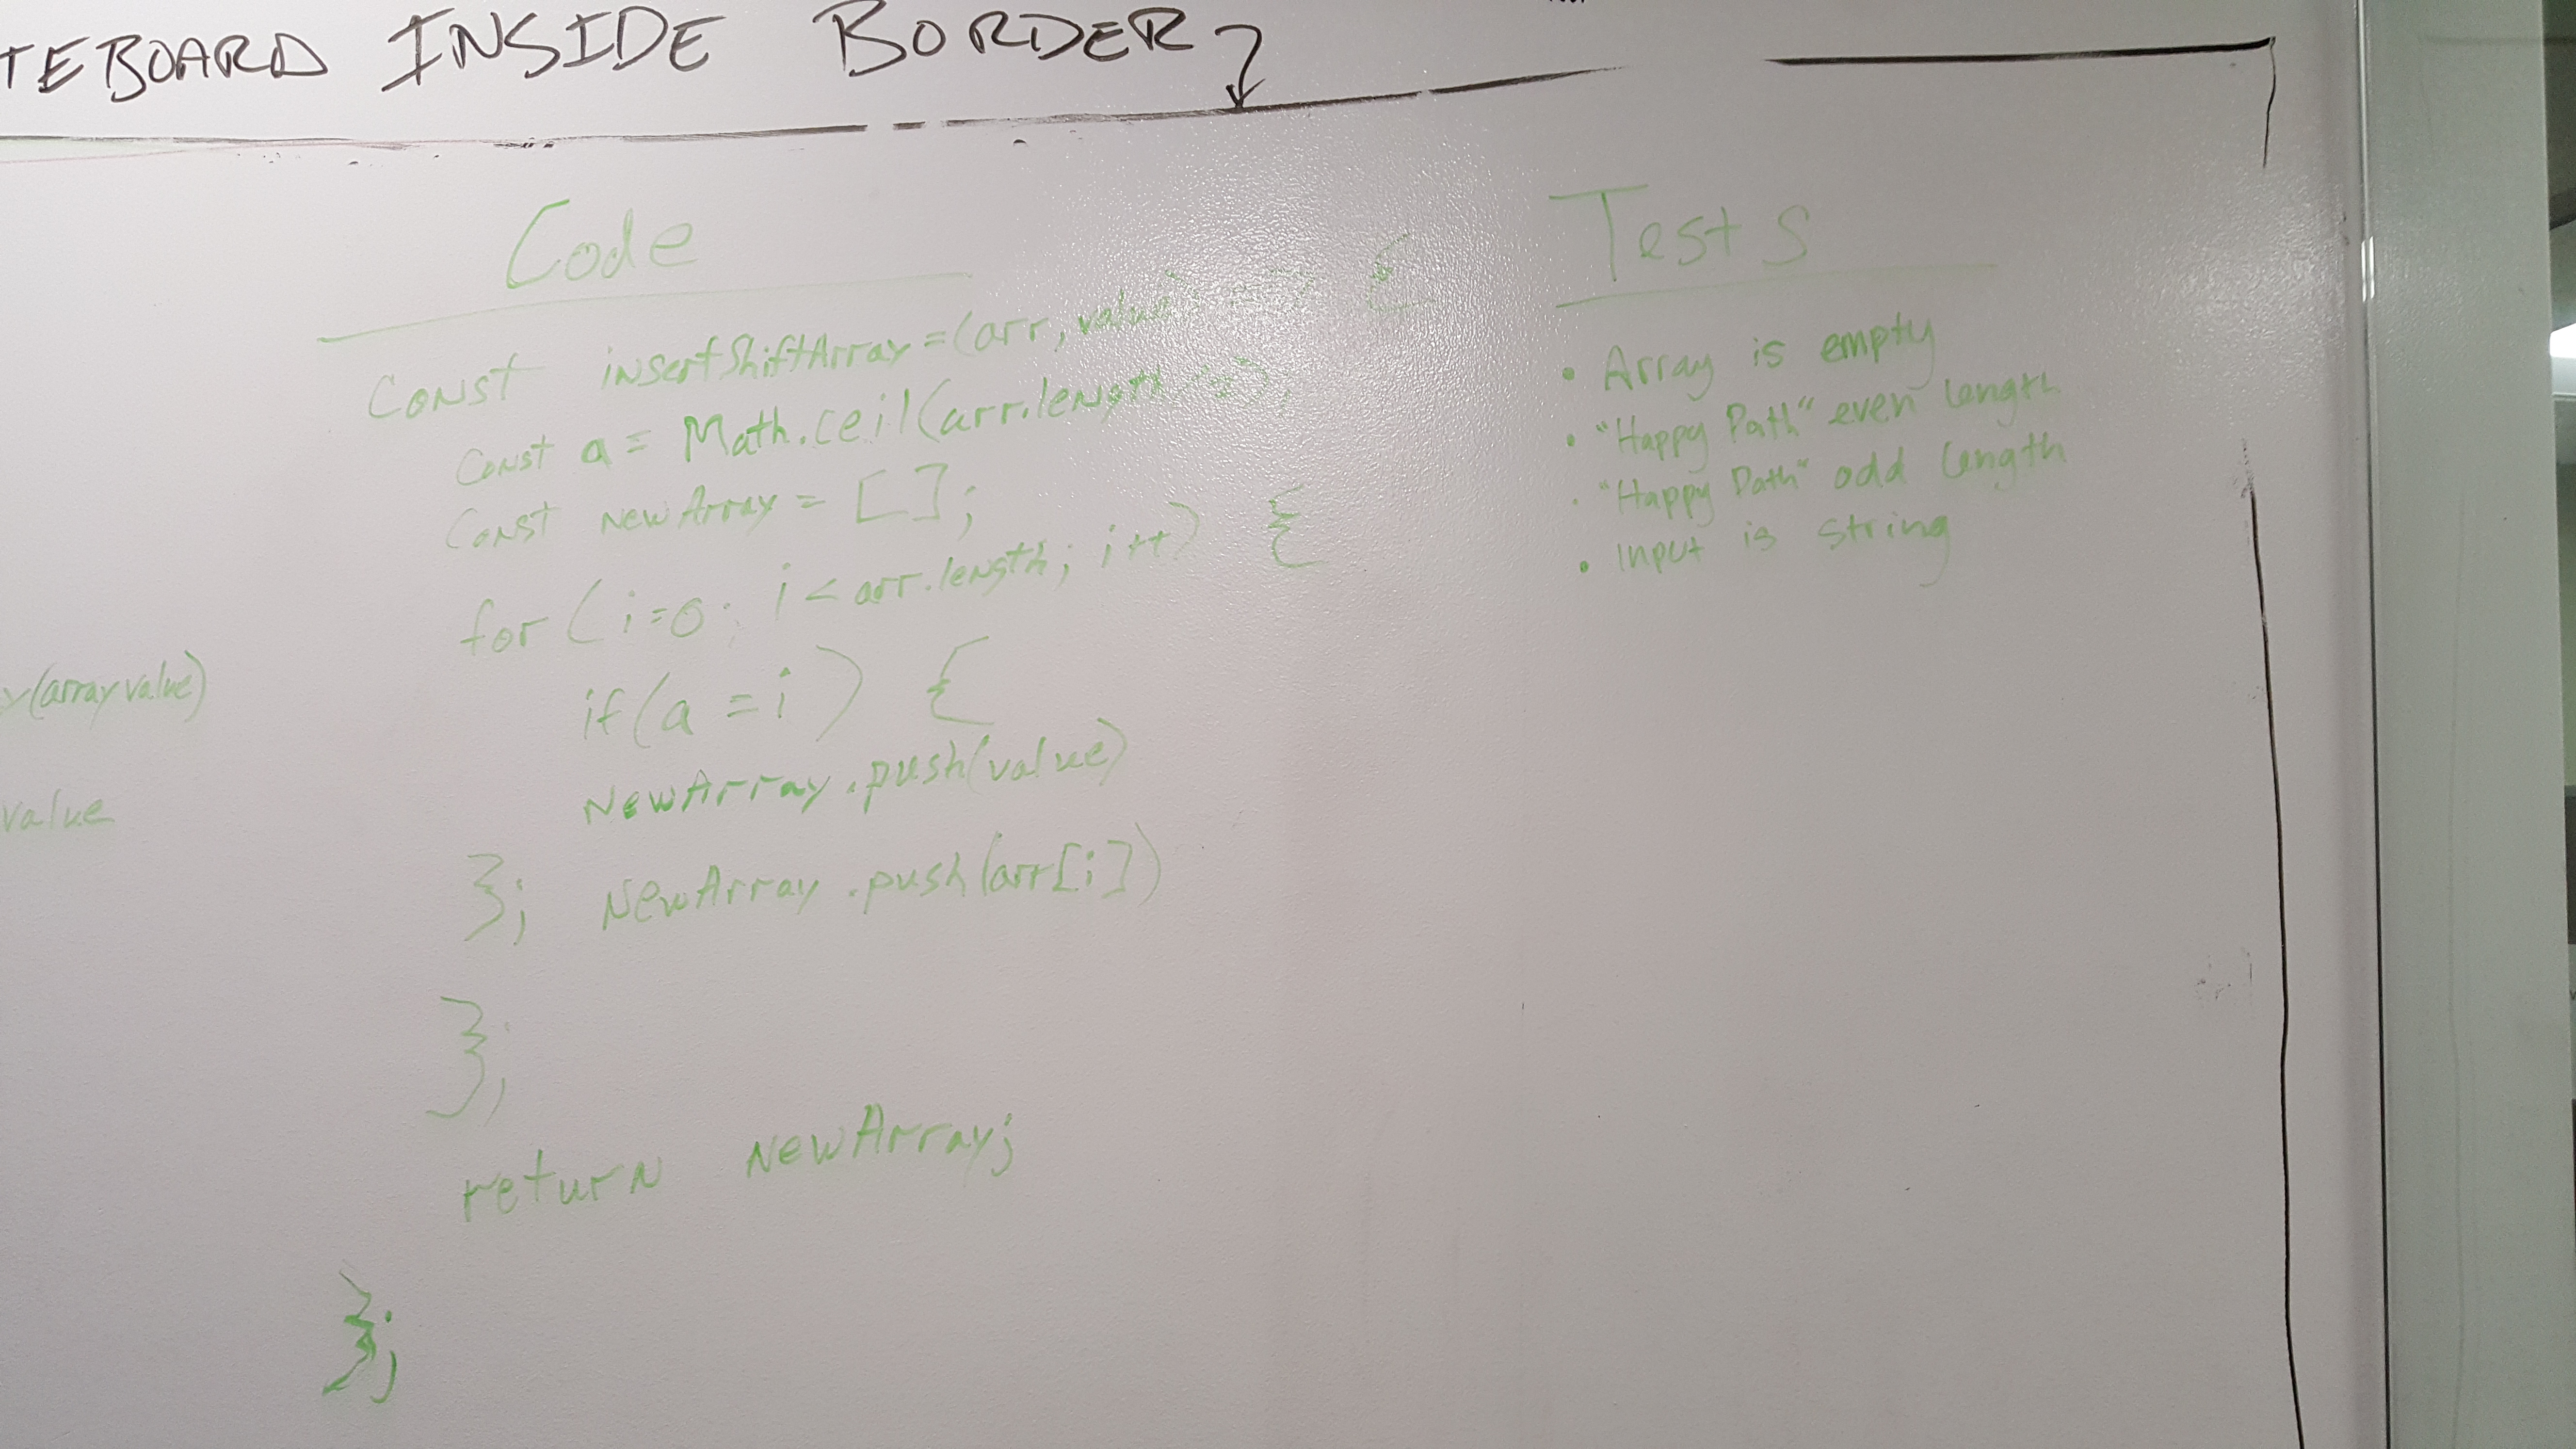 TEBOARD INSIDE BORDER
Code
const insertShiftArray = (arr, value) => {
const a = Math.ceil(arr.length/2);
const newArray = [];
for (i=0; i < arr.length; i++) {
if (a = i) {
newArray.push(value)
}; newArray.push(arr[i])
};
return newArray;
};
Tests
• Array is empty
• "Happy Path" even length
• "Happy Path" odd length
• Input is string
y(array value)
value